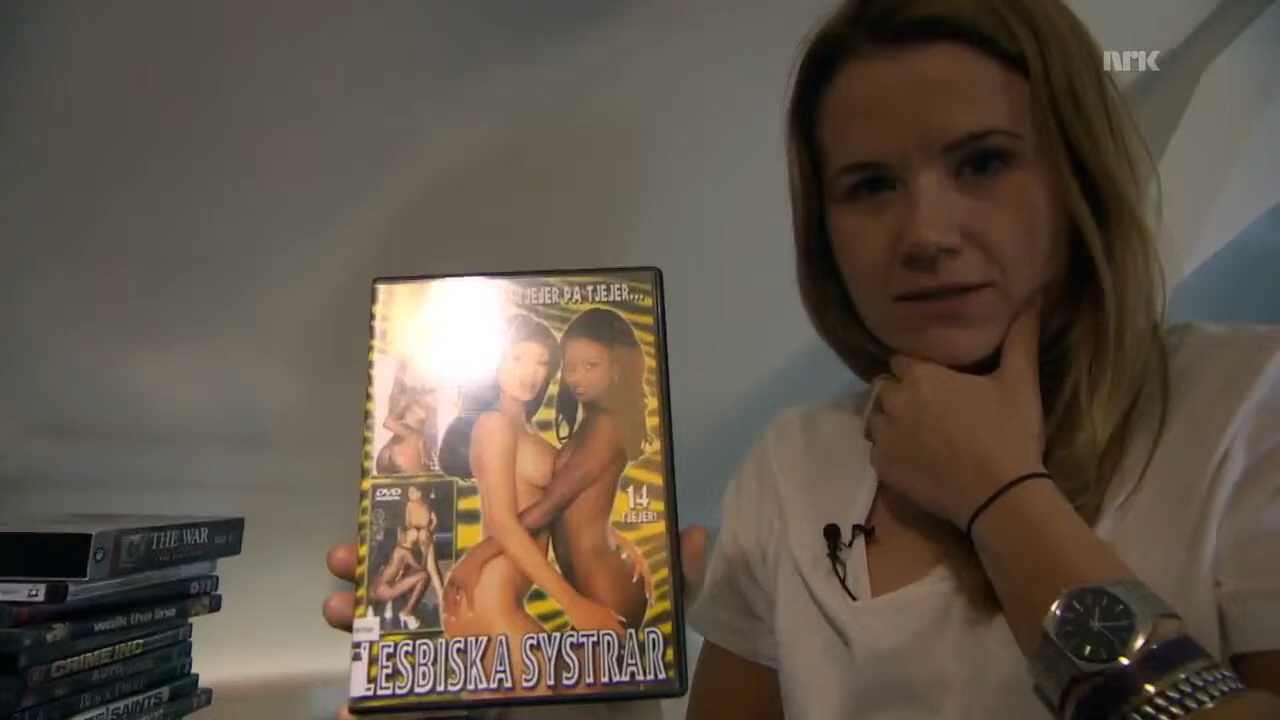 nrk
TJEJER PÅ TJEJER...
DVD
14
TJEJER!
LESBISKA SYSTRAR
THE WAR
walk the line
CRIME INC
SAINTS